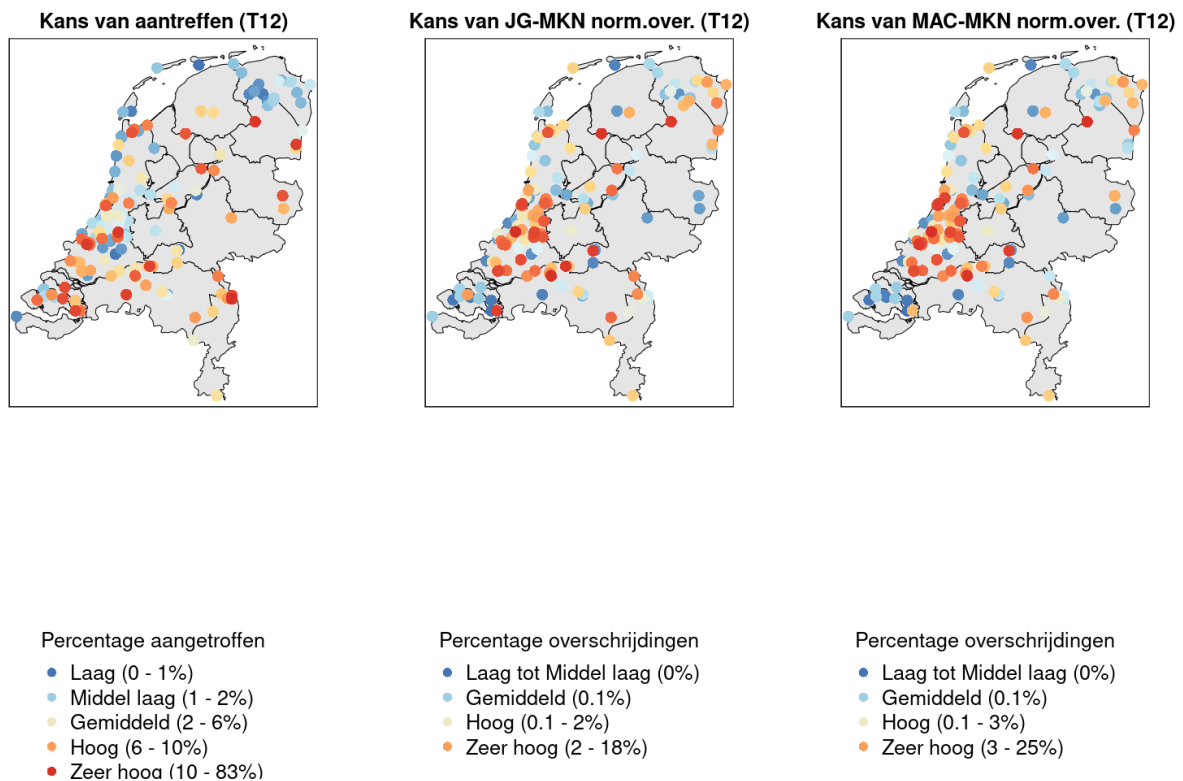 Kans van aantreffen (T12)
Kans van JG-MKN norm.over. (T12)
Kans van MAC-MKN norm.over. (T12)
Percentage aangetroffen
Laag (0 - 1%)
Middel laag (1 - 2%)
Gemiddeld (2 - 6%)
Hoog (6 - 10%)
Zeer hoog (10 - 83%)
Percentage overschrijdingen
Laag tot Middel laag (0%)
Gemiddeld (0.1%)
Hoog (0.1 - 2%)
Zeer hoog (2 - 18%)
Percentage overschrijdingen
Laag tot Middel laag (0%)
Gemiddeld (0.1%)
Hoog (0.1 - 3%)
Zeer hoog (3 - 25%)